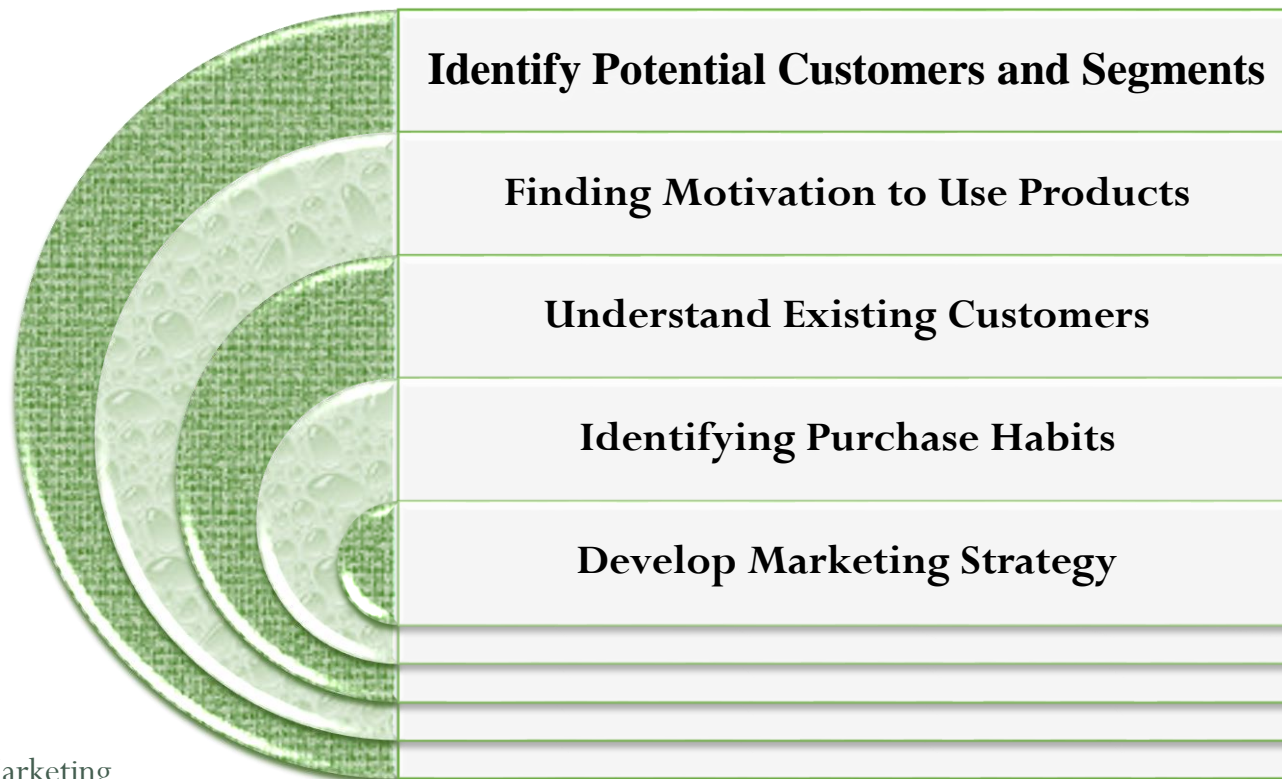 Identify Potential Customers and Segments
Finding Motivation to Use Products
Understand Existing Customers
Identifying Purchase Habits
Develop Marketing Strategy
arketing